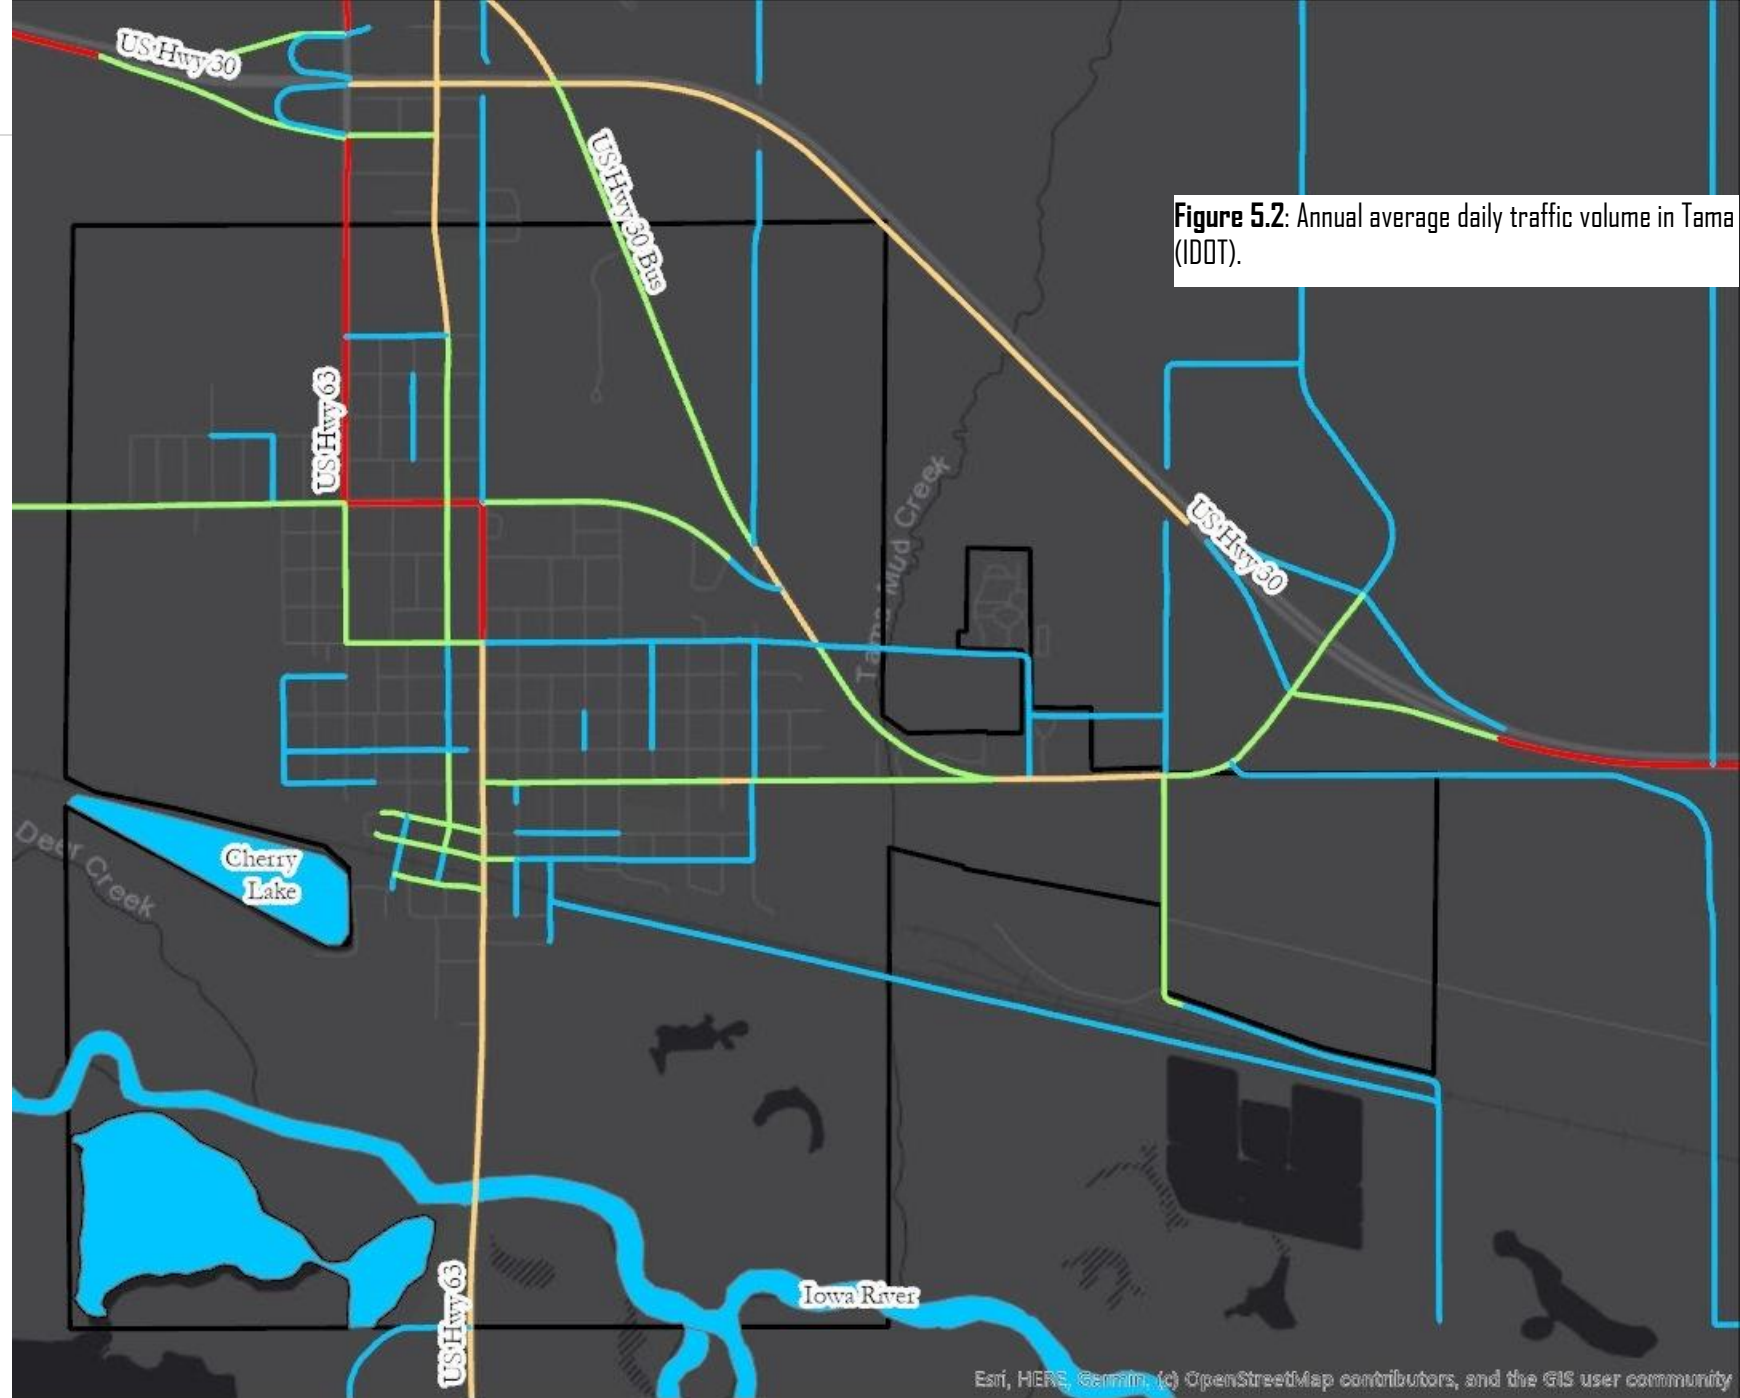 US Hwy 30
US Hwy 30 Bus
Figure 5.2: Annual average daily traffic volume in Tama
(IDOT).
US Hwy 63
Tama Mud Creek
US Hwy 30
Deer Creek
Cherry
Lake
US Hwy 63
Iowa River
Esri, HERE, Garmin, (c) OpenStreetMap contributors, and the GIS user community